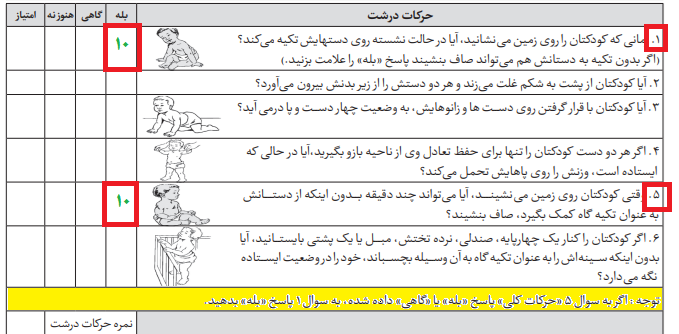 حرکات درشت	بله	گاهی	هنوزنه	امتیاز
۱. زمانی که کودکتان را روی زمین می‌نشانید، آیا در حالت نشسته روی دستهایش تکیه می‌کند؟	۱۰
(اگر بدون تکیه به دستانش هم می‌تواند صاف بنشیند پاسخ «بله» را علامت بزنید.)
۲. آیا کودکتان از پشت به شکم غلت می‌زند و هر دو دستش را از زیر بدنش بیرون می‌آورد؟
۳. آیا کودکتان با قرار گرفتن روی دست ها و زانوهایش، به وضعیت چهار دست و پا درمی آید؟
۴. اگر هر دو دست کودکتان را تنها برای حفظ تعادل وی از ناحیه بازو بگیرید، آیا در حالی که
ایستاده است، وزنش را روی پاهایش تحمل می‌کند؟
۵. وقتی کودکتان روی زمین می‌نشیند، آیا می‌تواند چند دقیقه بدون اینکه از دستانش	۱۰
به عنوان تکیه گاه کمک بگیرد، صاف بنشیند؟
۶. اگر کودکتان را کنار یک چهارپایه، صندلی، نرده تختش، مبل یا یک پشتی بایستانید، آیا
بدون اینکه سینه‌اش را به عنوان تکیه گاه به آن وسیله بچسباند، خود را در وضعیت ایستاده
نگه می‌دارد؟
توجه : اگر به سوال ۵ «حرکات کلی» پاسخ «بله» یا «گاهی» داده شده، به سوال ۱ پاسخ «بله» بدهید.
نمره حرکات درشت